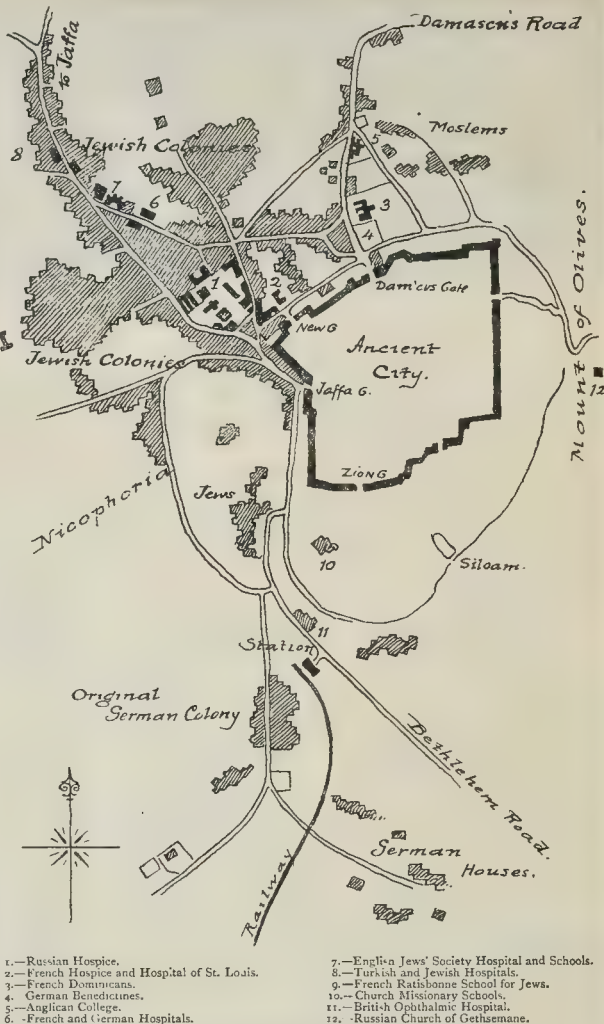 Damascus Road
to Jaffa
Moslems
Jewish Colonies
8
5
7
6
3
4
Mount of Olives.
1
2
Dam'cus Gate
New G
Ancient
City.
Jewish Colonies
Jaffa G.
12
Zion G
Nicophoria
Jews
10
Siloam.
11
Station
Original
German Colony
Bethlehem Road.
German
Houses.
Railway
1.—Russian Hospice.
2.—French Hospice and Hospital of St. Louis.
3.—French Dominicans.
4. German Benedictines.
5.—Anglican College.
6. -French and German Hospitals.
7.—English Jews' Society Hospital and Schools.
8.—Turkish and Jewish Hospitals.
9.—French Ratisbonne School for Jews.
10.—Church Missionary Schools.
11.—British Ophthalmic Hospital.
12. -Russian Church of Gethsemane.